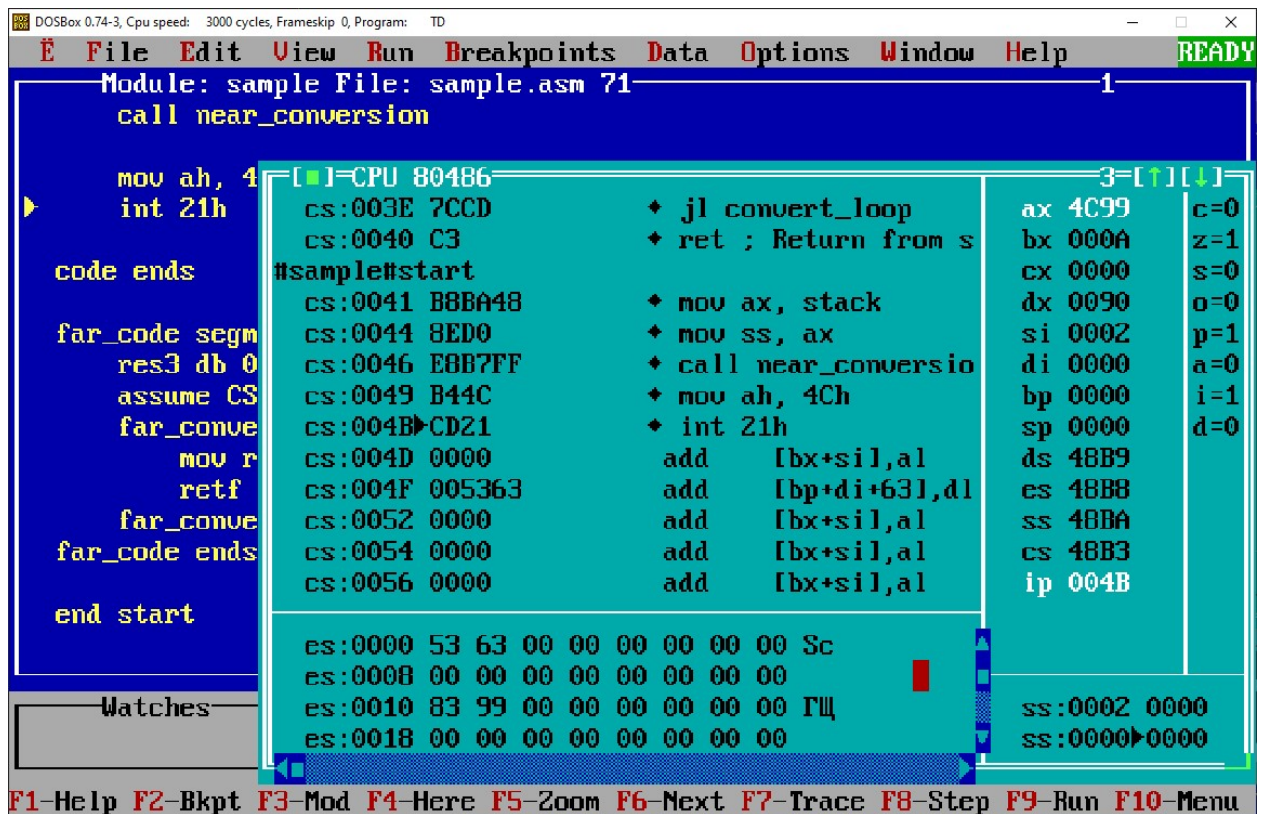 DOSBox 0.74-3, Cpu speed: 3000 cycles, Frameskip 0, Program: TD
Ë File Edit View Run Breakpoints Data Options Window Help READY
Module: sample File: sample.asm 71 1
call near_conversion
mov ah, 4
int 21h
code ends
far_code segm
res3 db 0
assume CS
far_conve
mov r
retf
far_conve
far_code ends
end start
[■]=CPU 80486 3=[↑][↓]
cs:003E 7CCD ♦ jl convert_loop ax 4C99 c=0
cs:0040 C3 ♦ ret ; Return from s bx 000A z=1
#sample#start cx 0000 s=0
cs:0041 B8BA48 ♦ mov ax, stack dx 0090 o=0
cs:0044 8ED0 ♦ mov ss, ax si 0002 p=1
cs:0046 E8B7FF ♦ call near_conversio di 0000 a=0
cs:0049 B44C ♦ mov ah, 4Ch bp 0000 i=1
cs:004B►CD21 ♦ int 21h sp 0000 d=0
cs:004D 0000 add [bx+si],al ds 48B9
cs:004F 005363 add [bp+di+63],dl es 48B8
cs:0052 0000 add [bx+si],al ss 48BA
cs:0054 0000 add [bx+si],al cs 48B3
cs:0056 0000 add [bx+si],al ip 004B
es:0000 53 63 00 00 00 00 00 00 Sc
es:0008 00 00 00 00 00 00 00 00
es:0010 83 99 00 00 00 00 00 00 ГЩ
es:0018 00 00 00 00 00 00 00 00
ss:0002 0000
ss:0000►0000
Watches
F1-Help F2-Bkpt F3-Mod F4-Here F5-Zoom F6-Next F7-Trace F8-Step F9-Run F10-Menu